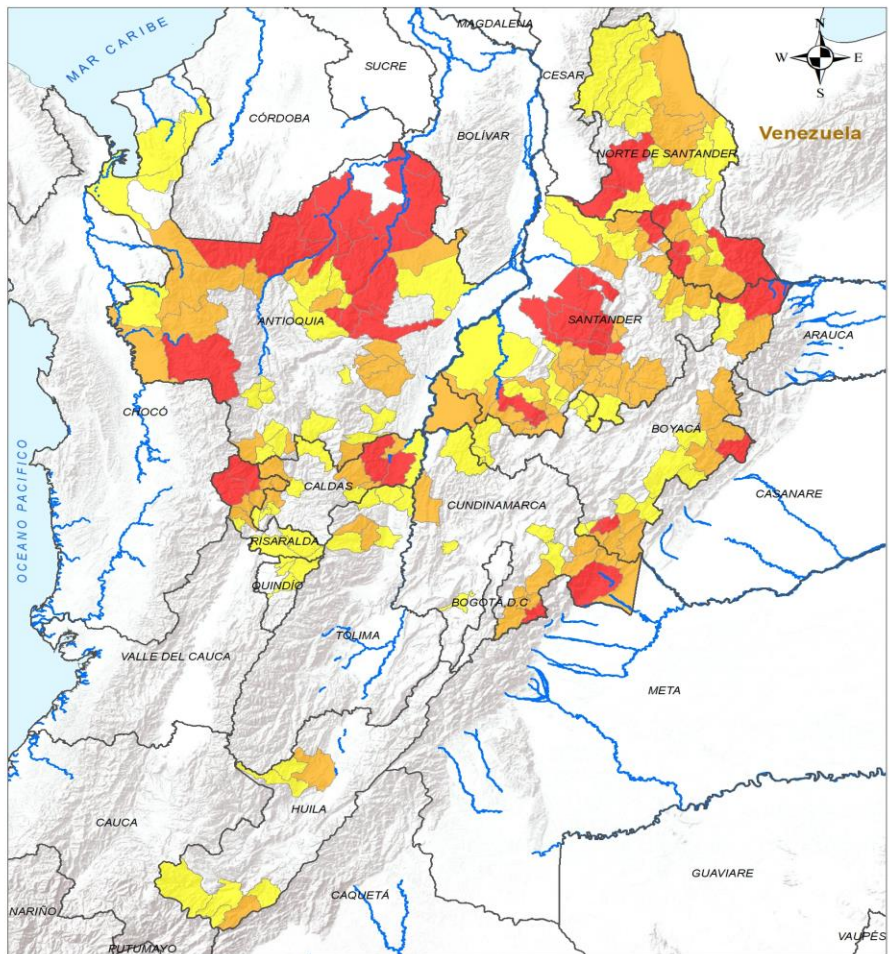 MAGDALENA
N
MAR CARIBE
SUCRE
W
E
CESAR
S
CÓRDOBA
BOLÍVAR
Venezuela
NORTE DE SANTANDER
ANTIOQUIA
SANTANDER
ARAUCA
CHOCÓ
BOYACÁ
OCEANO PACIFICO
CALDAS
CUNDINAMARCA
CASANARE
RISARALDA
QUINDIO
BOGOTÁ, D.C
TOLIMA
VALLE DEL CAUCA
META
HUILA
CAUCA
GUAVIARE
CAQUETÁ
NARIÑO
VAUPÉS
PUTUMAYO